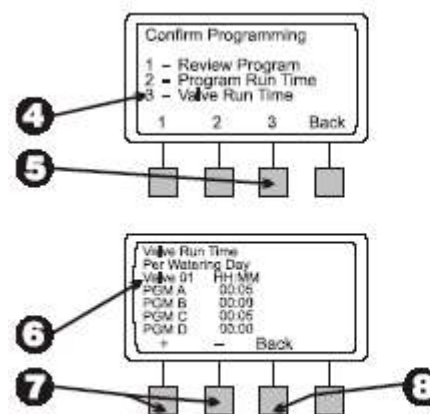 Confirm Programming
1 – Review Program
2 – Program Run Time
3 – Valve Run Time
1 2 3 Back
4
5
Valve Run Time
Per Watering Day
Valve 01 HH:MM
PGM A 00:05
PGM B 00:09
PGM C 00:05
PGM D 00:00
+ – Back
6
7
8